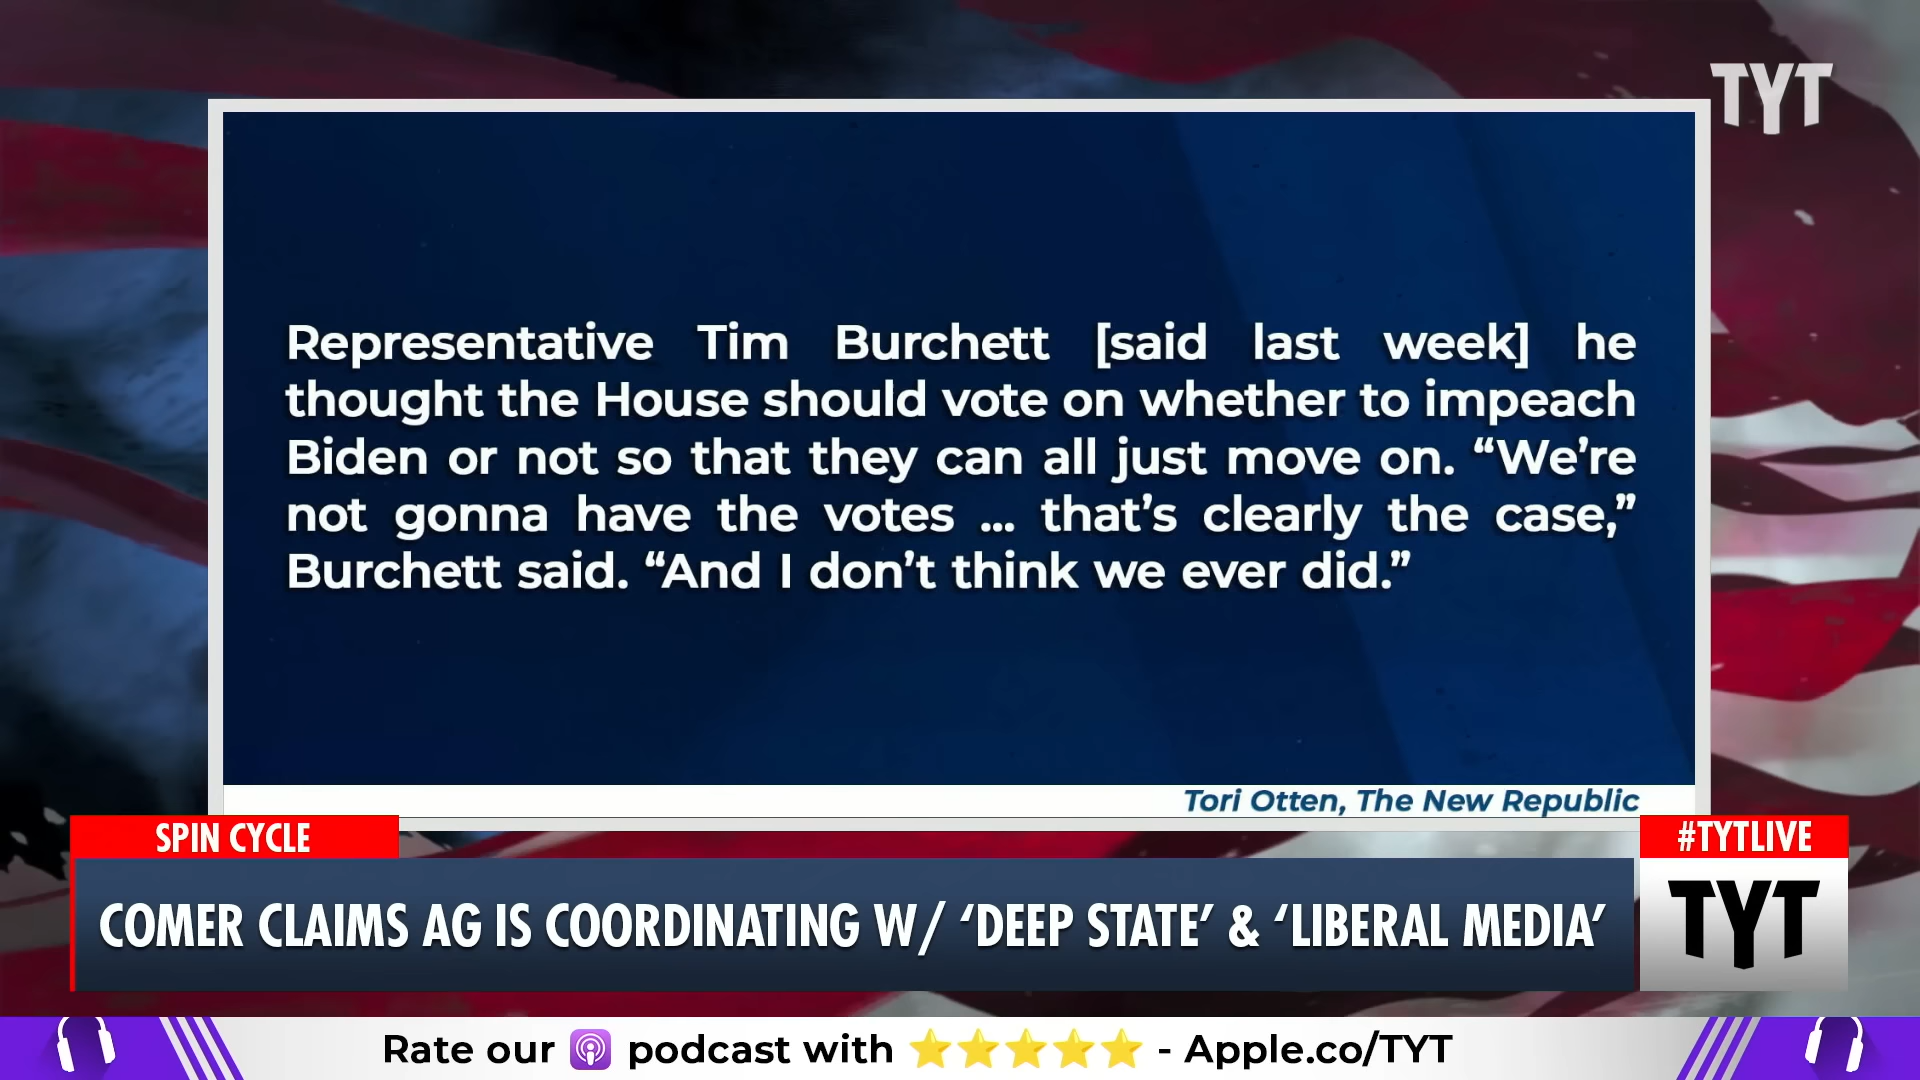 TYT
Representative Tim Burchett [said last week] he
thought the House should vote on whether to impeach
Biden or not so that they can all just move on. “We’re
not gonna have the votes ... that’s clearly the case,”
Burchett said. “And I don’t think we ever did.”
Tori Otten, The New Republic
SPIN CYCLE
#TYTLIVE
COMER CLAIMS AG IS COORDINATING W/ ‘DEEP STATE’ & ‘LIBERAL MEDIA’
TYT
Rate our podcast with ⭐⭐⭐⭐⭐ - Apple.co/TYT